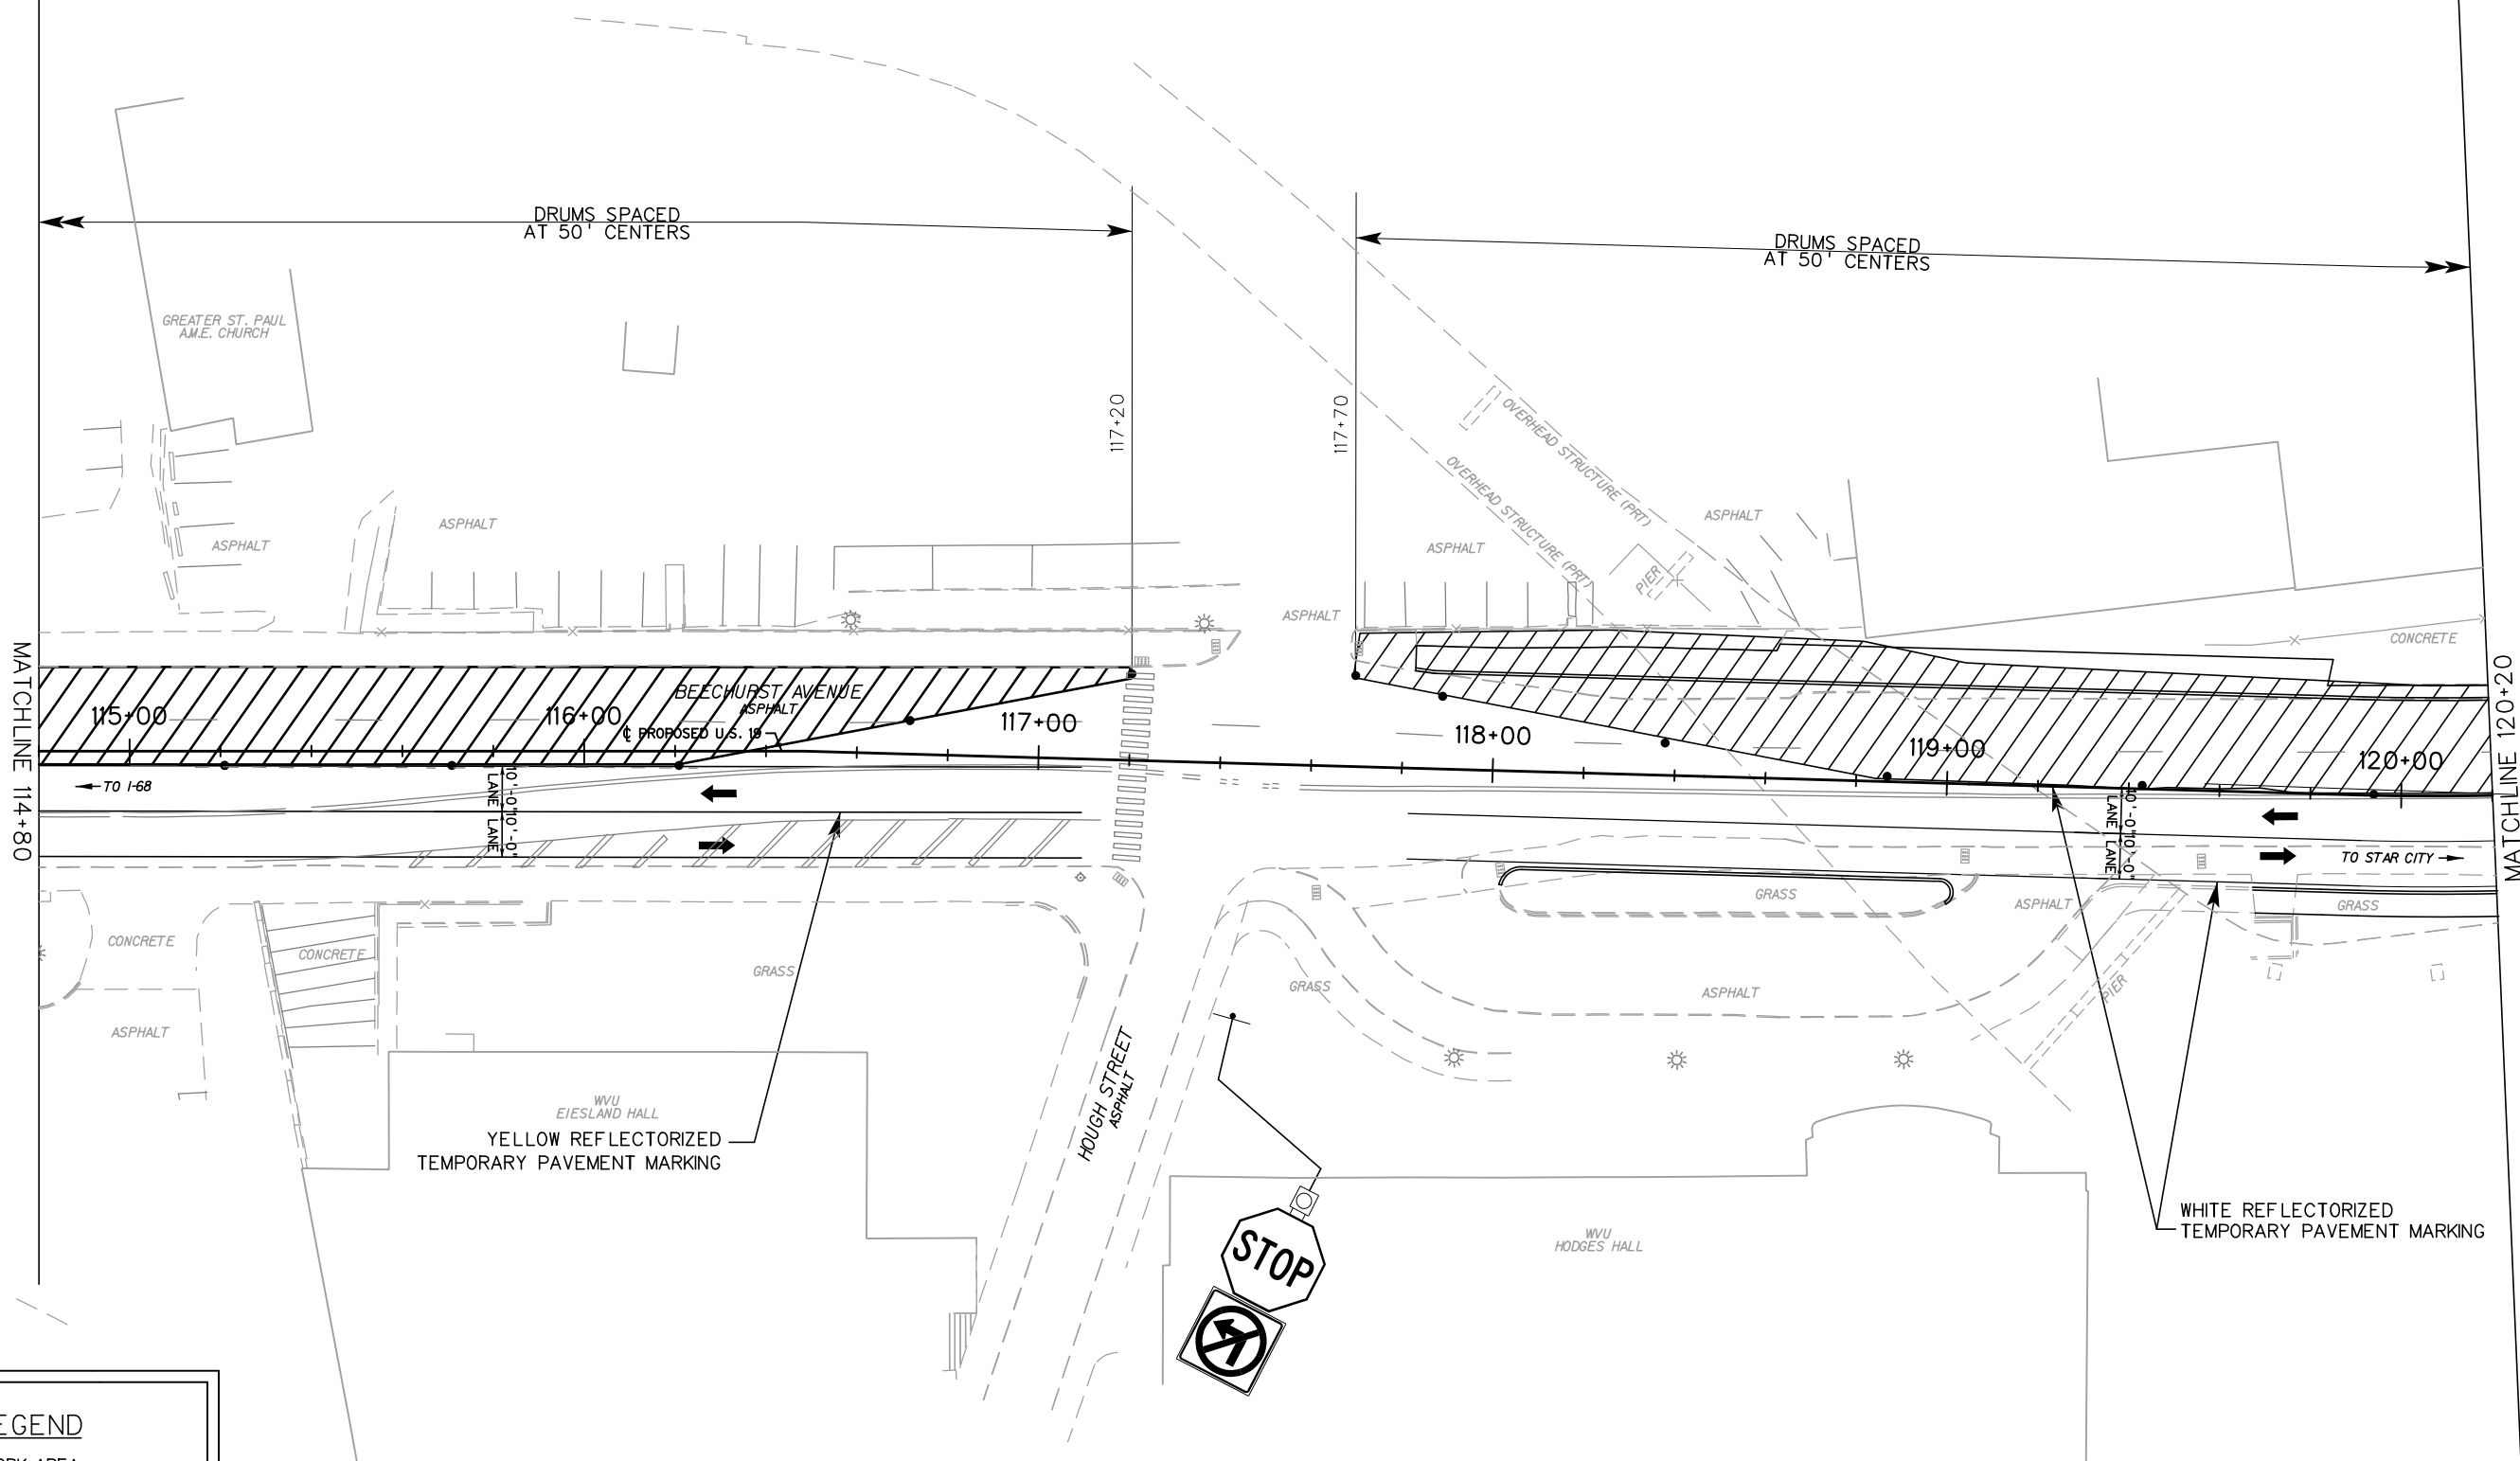 DRUMS SPACED
AT 50' CENTERS
DRUMS SPACED
AT 50' CENTERS
GREATER ST. PAUL
A.M.E. CHURCH
117+20
117+70
OVERHEAD STRUCTURE (PRT)
OVERHEAD STRUCTURE (PRT)
ASPHALT
ASPHALT
ASPHALT
ASPHALT
PIER
ASPHALT
CONCRETE
MATCHLINE 114+80
MATCHLINE 120+20
BEECHURST AVENUE
ASPHALT
115+00
116+00
117+00
118+00
119+00
120+00
℄ PROPOSED U.S. 19
TO I-68
10'-0"
LANE
10'-0"
LANE
10'-0"
LANE
10'-0"
LANE
TO STAR CITY
GRASS
ASPHALT
GRASS
CONCRETE
CONCRETE
GRASS
GRASS
ASPHALT
PIER
ASPHALT
HOUGH STREET
ASPHALT
WVU
EIESLAND HALL
YELLOW REFLECTORIZED
TEMPORARY PAVEMENT MARKING
STOP
WVU
HODGES HALL
WHITE REFLECTORIZED
TEMPORARY PAVEMENT MARKING
EGEND